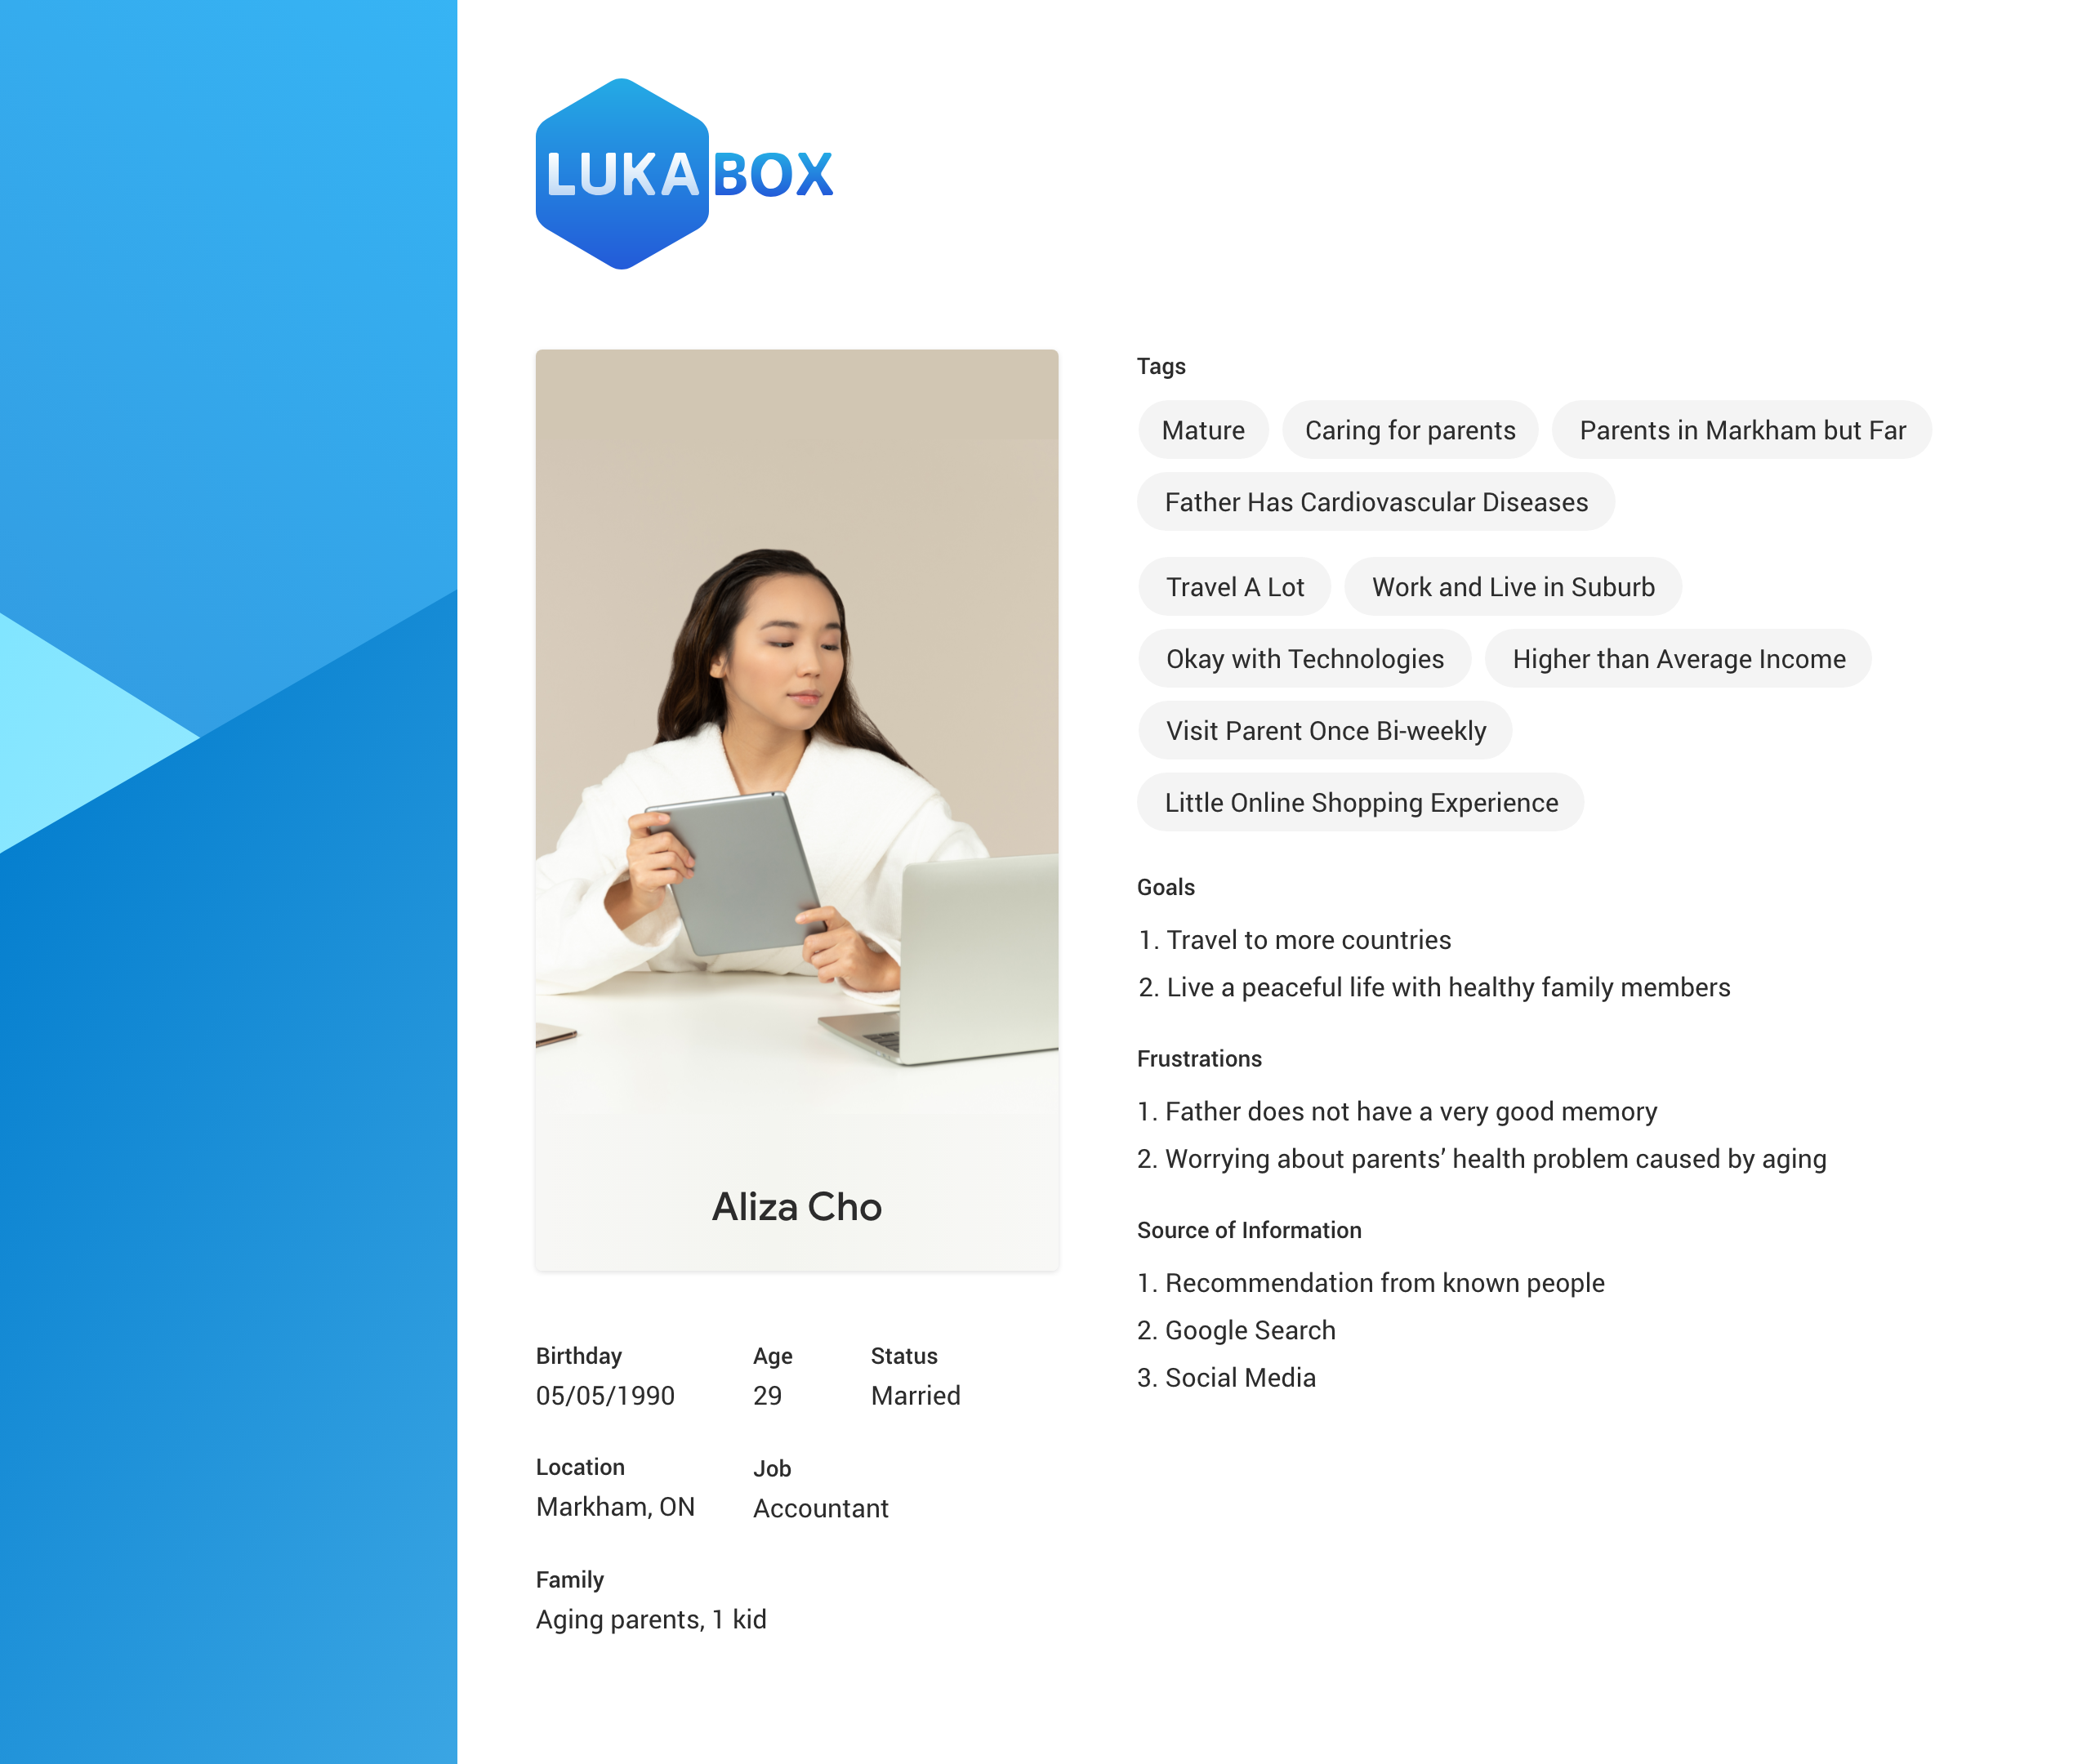 LUKABOX
Aliza Cho
Birthday
05/05/1990
Age
29
Status
Married
Location
Markham, ON
Job
Accountant
Family
Aging parents, 1 kid
Tags
Mature
Caring for parents
Parents in Markham but Far
Father Has Cardiovascular Diseases
Travel A Lot
Work and Live in Suburb
Okay with Technologies
Higher than Average Income
Visit Parent Once Bi-weekly
Little Online Shopping Experience
Goals
1. Travel to more countries
2. Live a peaceful life with healthy family members
Frustrations
1. Father does not have a very good memory
2. Worrying about parents’ health problem caused by aging
Source of Information
1. Recommendation from known people
2. Google Search
3. Social Media